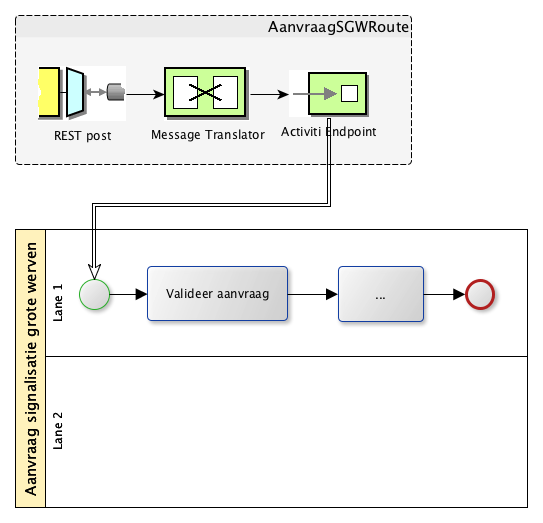 AanvraagSGWRoute
REST post
Message Translator
Activiti Endpoint
Aanvraag signalisatie grote werven
Lane 1
Valideer aanvraag
...
Lane 2